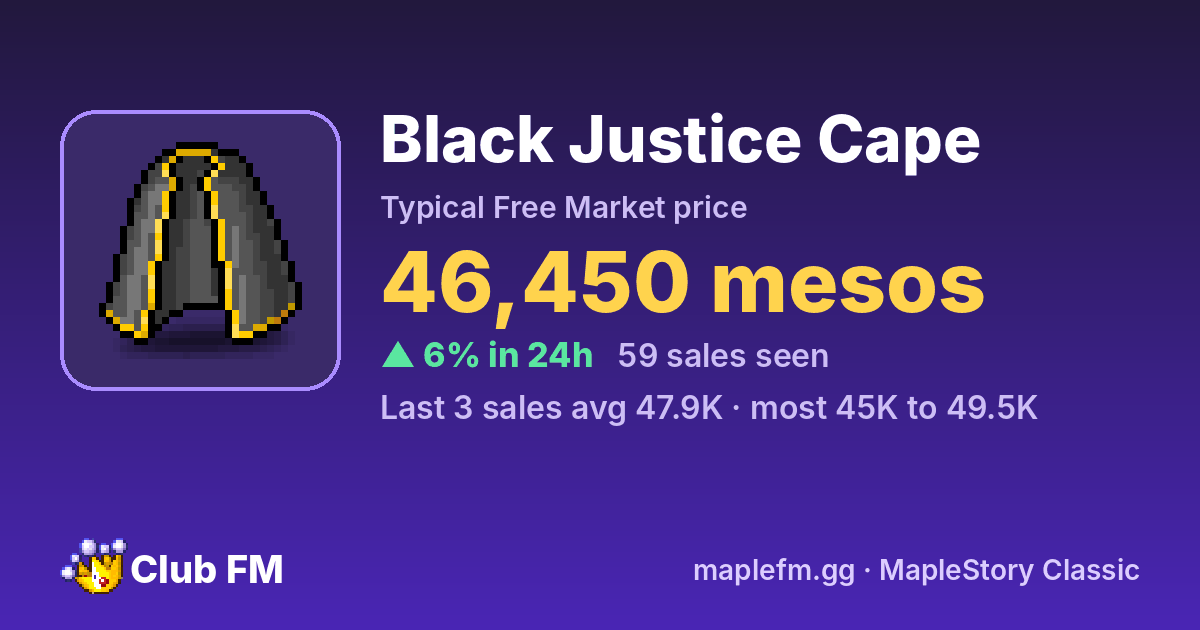 Black Justice Cape
Typical Free Market price
46,450 mesos
▲ 6% in 24h 59 sales seen
Last 3 sales avg 47.9K · most 45K to 49.5K
Club FM
maplefm.gg · MapleStory Classic